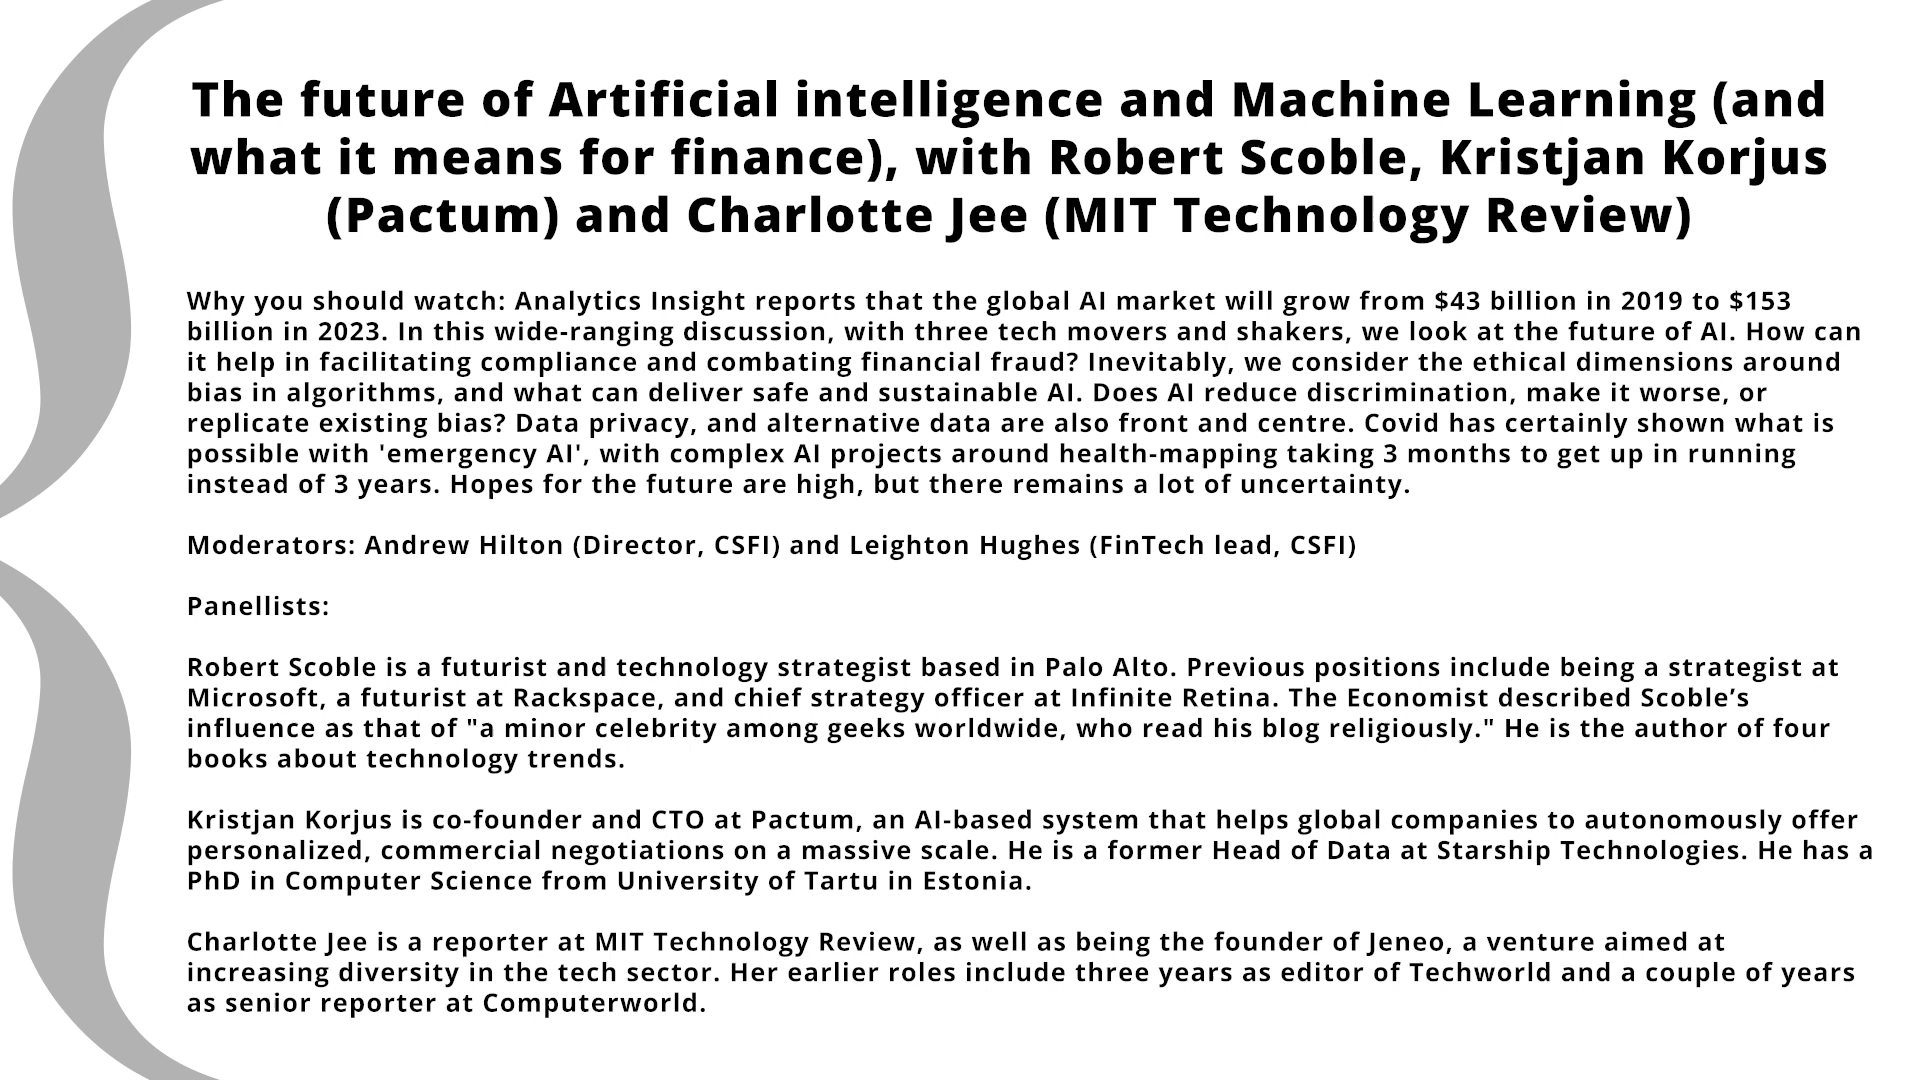 The future of Artificial intelligence and Machine Learning (and
what it means for finance), with Robert Scoble, Kristjan Korjus
(Pactum) and Charlotte Jee (MIT Technology Review)
Why you should watch: Analytics Insight reports that the global AI market will grow from $43 billion in 2019 to $153
billion in 2023. In this wide-ranging discussion, with three tech movers and shakers, we look at the future of AI. How can
it help in facilitating compliance and combating financial fraud? Inevitably, we consider the ethical dimensions around
bias in algorithms, and what can deliver safe and sustainable AI. Does AI reduce discrimination, make it worse, or
replicate existing bias? Data privacy, and alternative data are also front and centre. Covid has certainly shown what is
possible with 'emergency AI', with complex AI projects around health-mapping taking 3 months to get up in running
instead of 3 years. Hopes for the future are high, but there remains a lot of uncertainty.
Moderators: Andrew Hilton (Director, CSFI) and Leighton Hughes (FinTech lead, CSFI)
Panellists:
Robert Scoble is a futurist and technology strategist based in Palo Alto. Previous positions include being a strategist at
Microsoft, a futurist at Rackspace, and chief strategy officer at Infinite Retina. The Economist described Scoble’s
influence as that of "a minor celebrity among geeks worldwide, who read his blog religiously." He is the author of four
books about technology trends.
Kristjan Korjus is co-founder and CTO at Pactum, an AI-based system that helps global companies to autonomously offer
personalized, commercial negotiations on a massive scale. He is a former Head of Data at Starship Technologies. He has a
PhD in Computer Science from University of Tartu in Estonia.
Charlotte Jee is a reporter at MIT Technology Review, as well as being the founder of Jeneo, a venture aimed at
increasing diversity in the tech sector. Her earlier roles include three years as editor of Techworld and a couple of years
as senior reporter at Computerworld.